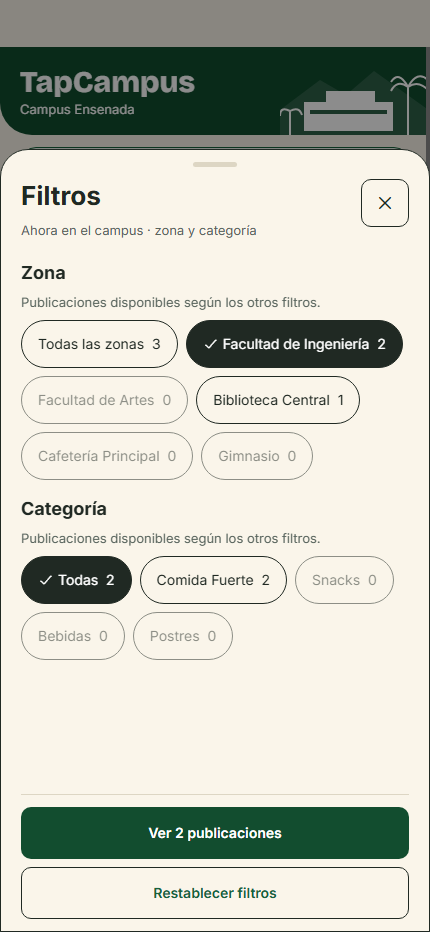 TapCampus
Campus Ensenada
Filtros
Ahora en el campus · zona y categoría
Zona
Publicaciones disponibles según los otros filtros.
Todas las zonas 3
Facultad de Ingeniería 2
Facultad de Artes 0
Biblioteca Central 1
Cafetería Principal 0
Gimnasio 0
Categoría
Publicaciones disponibles según los otros filtros.
Todas 2
Comida Fuerte 2
Snacks 0
Bebidas 0
Postres 0
Ver 2 publicaciones
Restablecer filtros